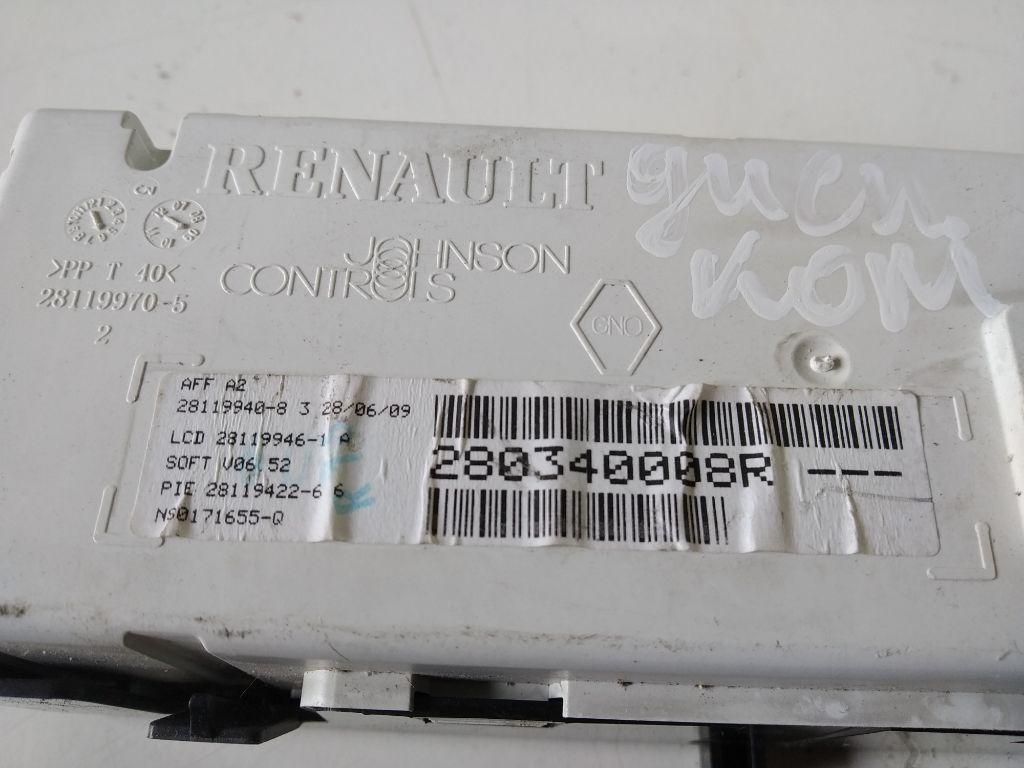 RENAULT
дисп
ком
JOHNSON
CONTROLS
>PP T 40<
28119970-5
2
GNO
AFF A2
28119940-8 3 28/06/09
LCD 28119946-1 A
SOFT V06.52
PIE 28119422-6 6
NS0171655-Q
280340008R ---